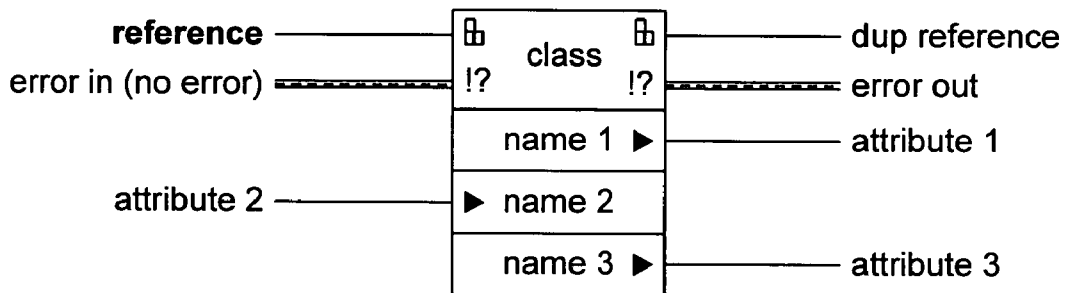 reference class dup reference
error in (no error) !? !? error out
name 1 attribute 1
attribute 2 name 2
name 3 attribute 3